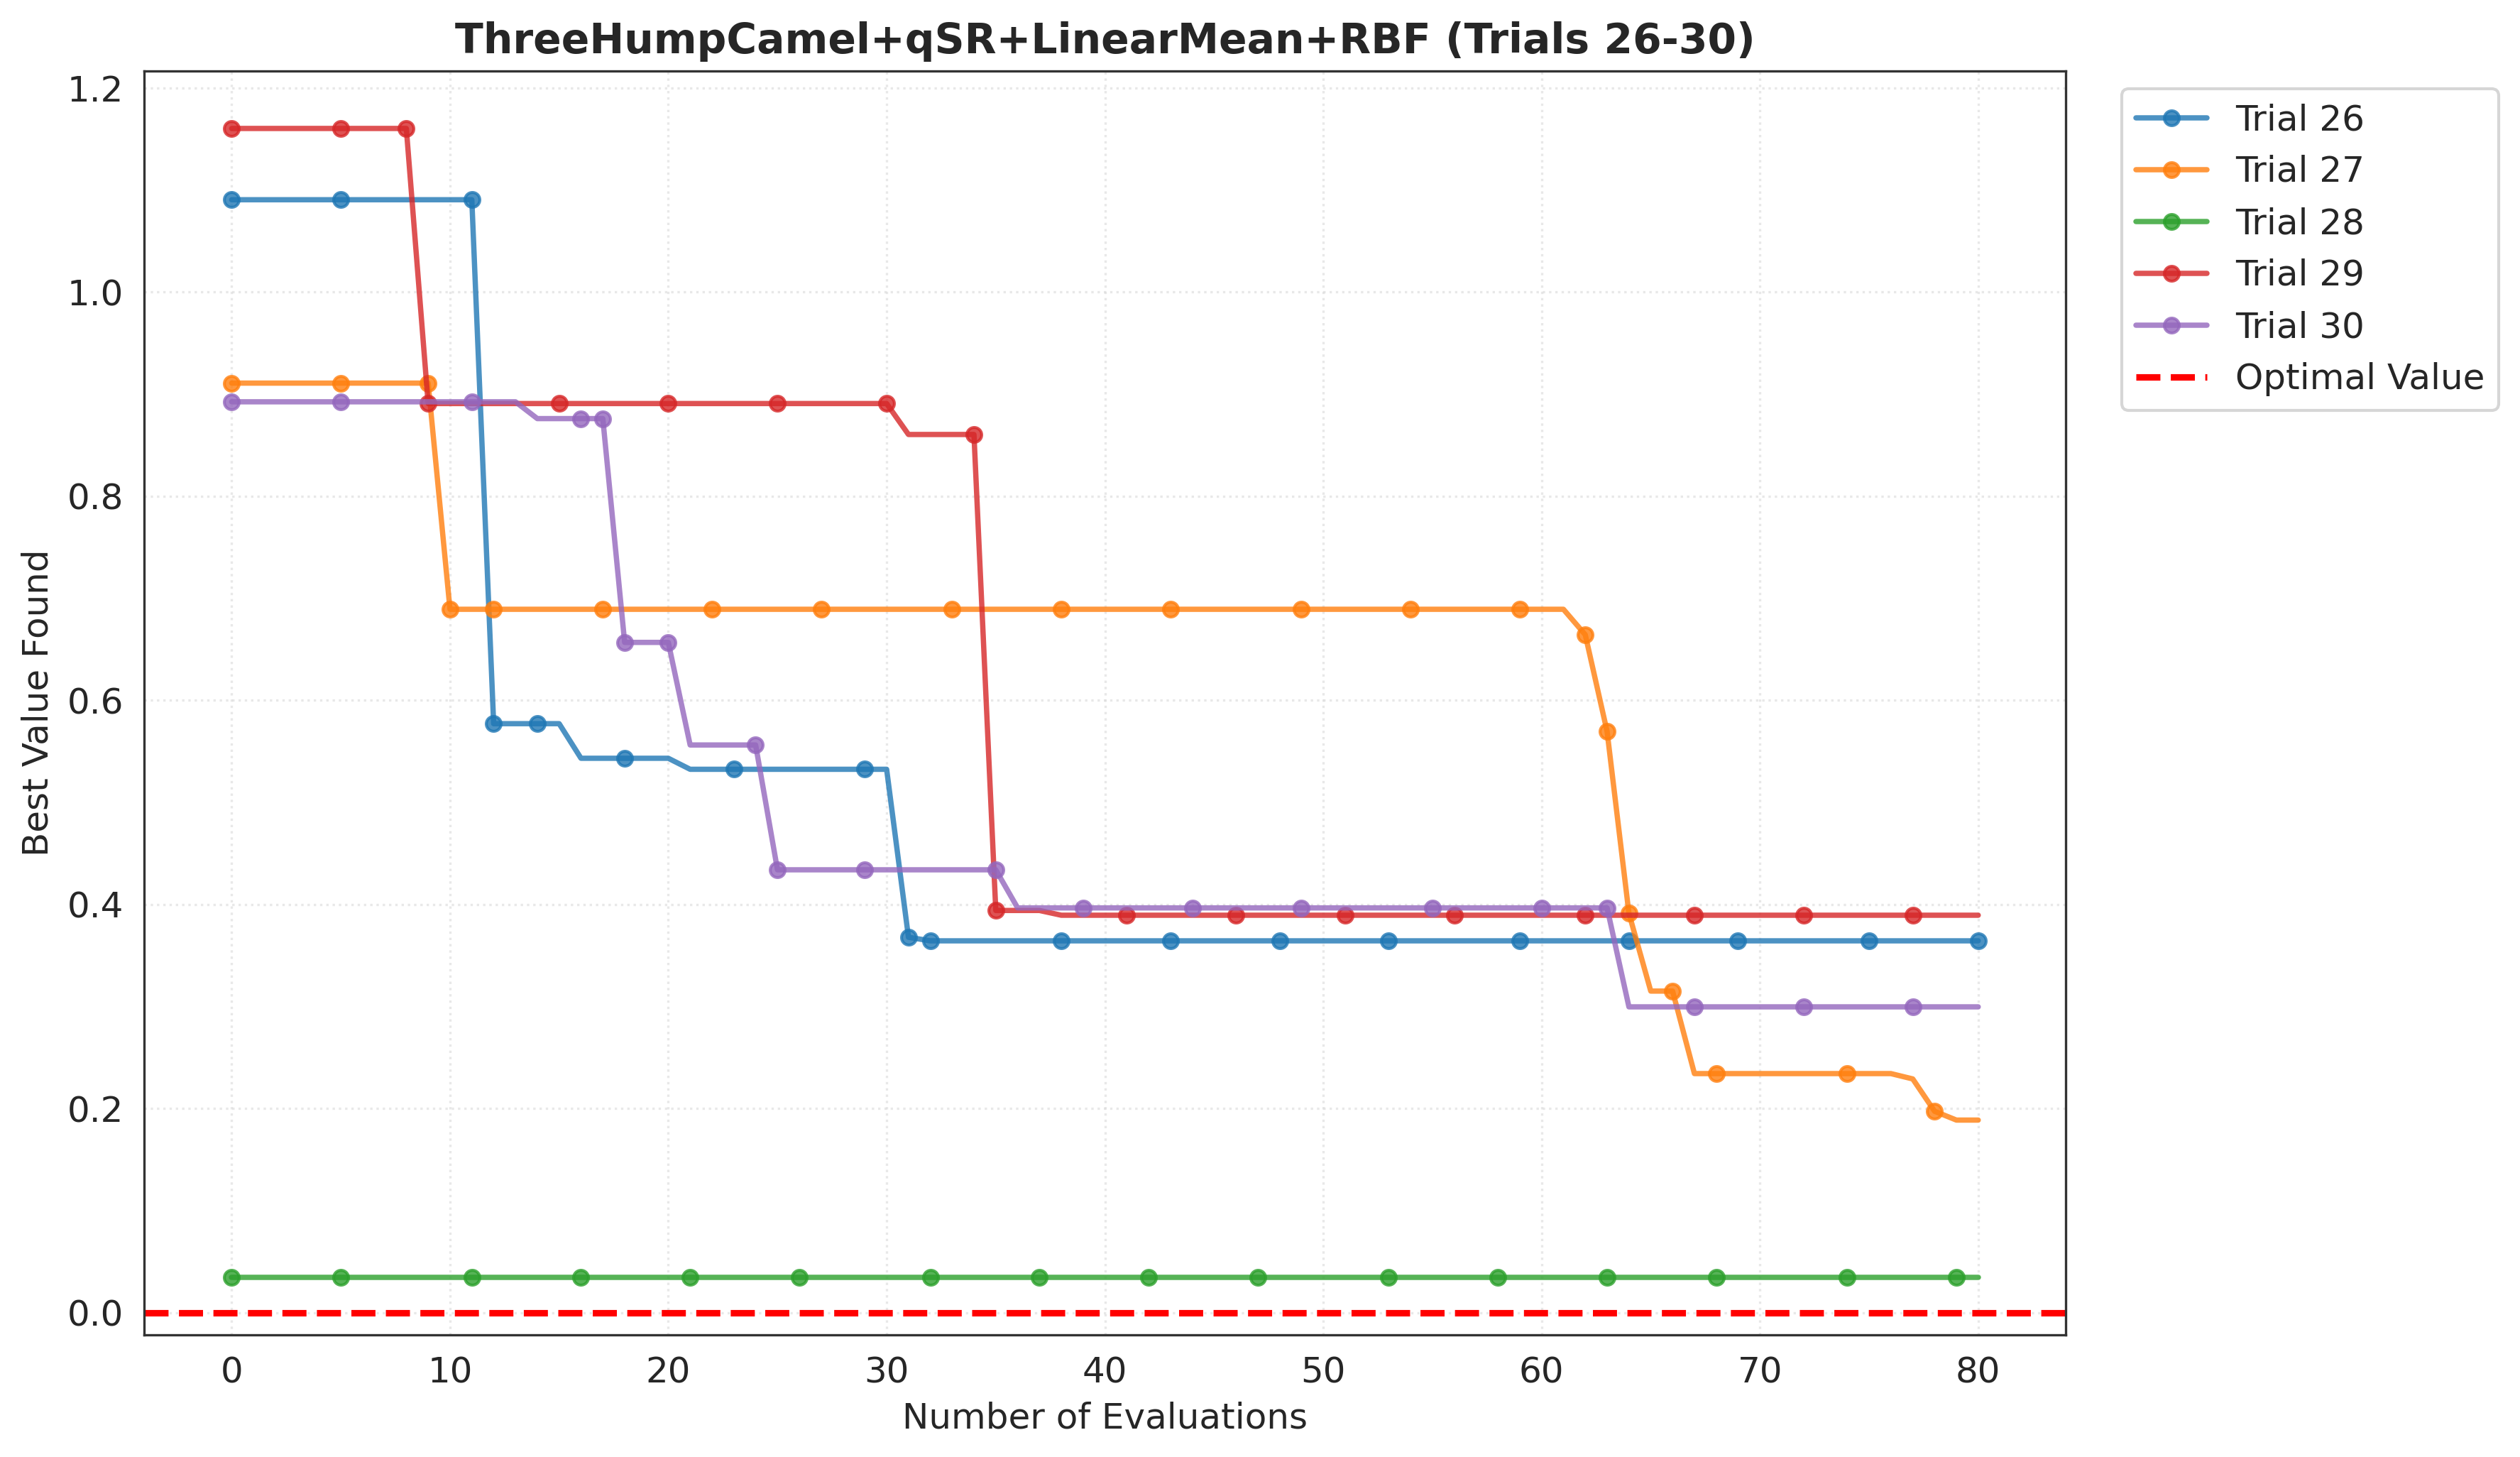 ThreeHumpCamel+qSR+LinearMean+RBF (Trials 26-30)
1.2
1.0
0.8
0.6
0.4
0.2
0.0
Best Value Found
0 10 20 30 40 50 60 70 80
Number of Evaluations
Trial 26
Trial 27
Trial 28
Trial 29
Trial 30
Optimal Value